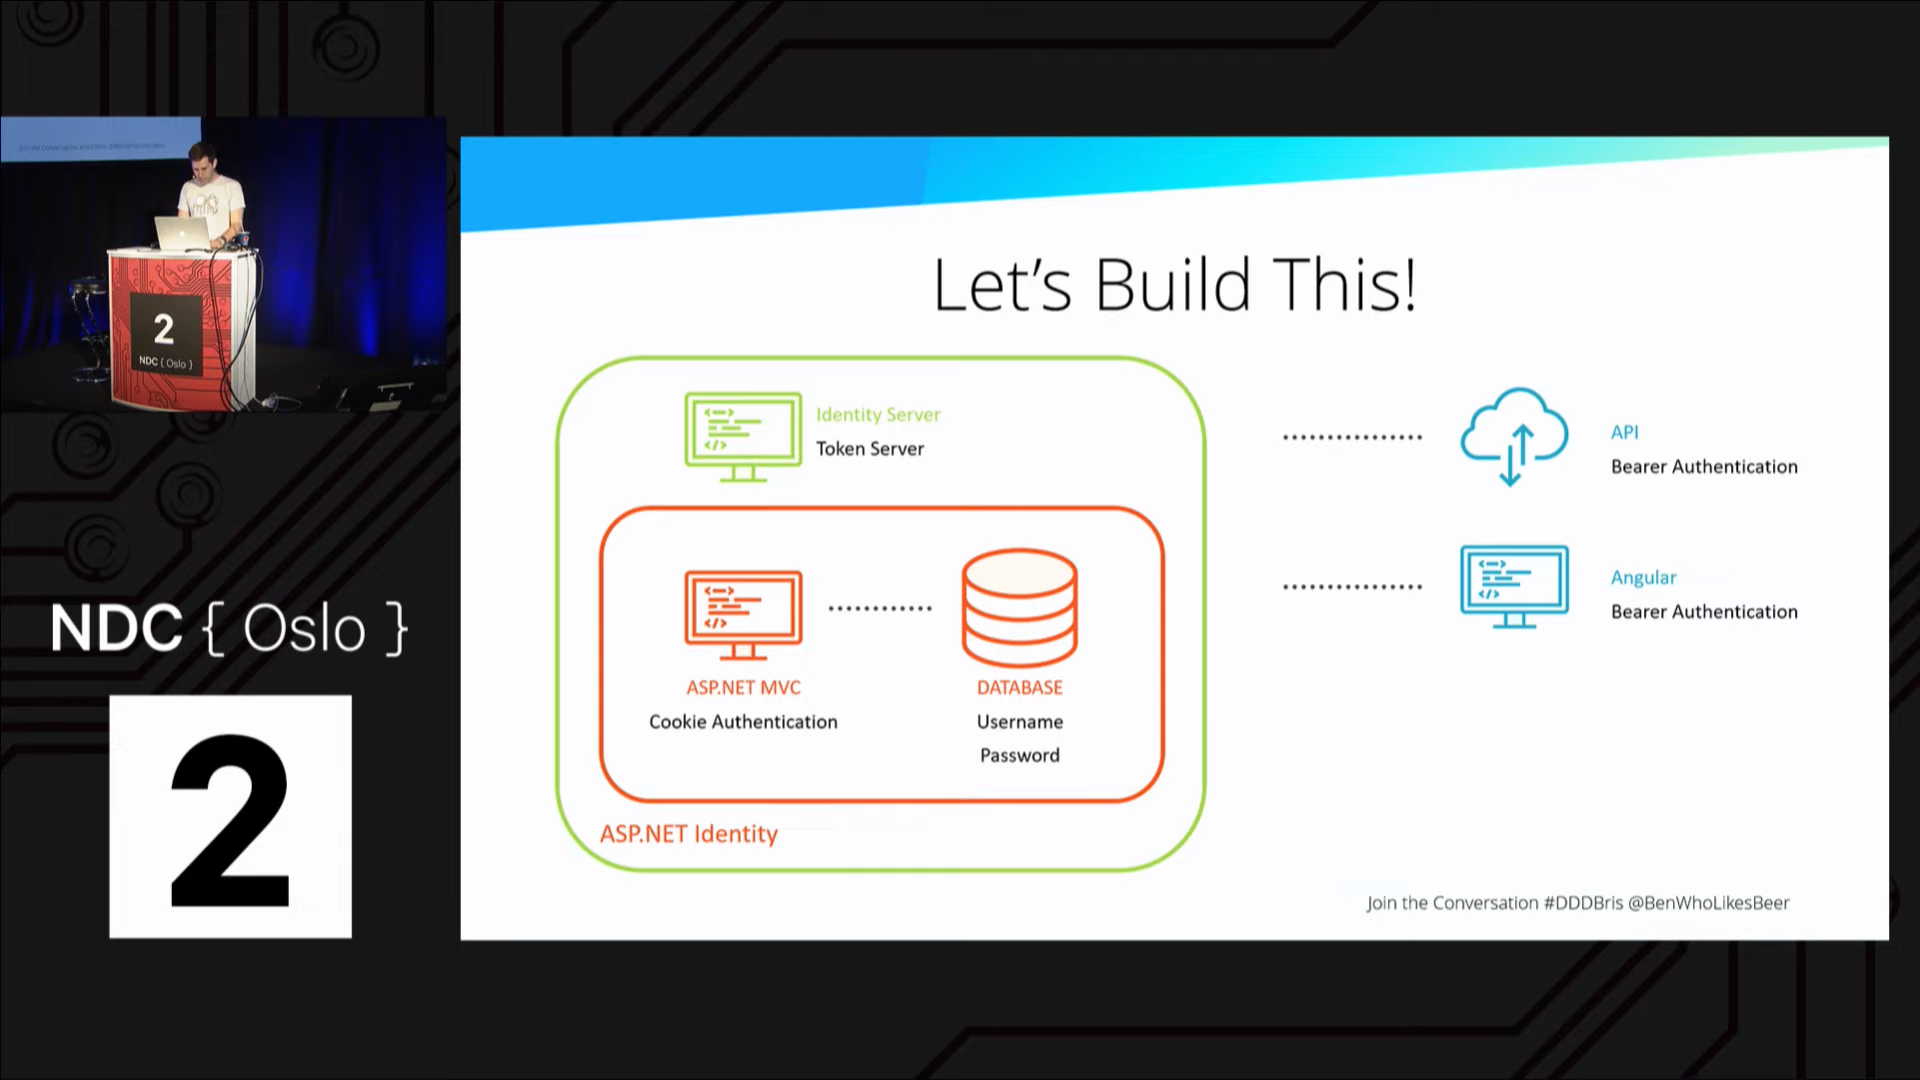 2
NDC { Oslo }
NDC { Oslo }
2
Let's Build This!
Identity Server
Token Server
ASP.NET MVC
Cookie Authentication
DATABASE
Username
Password
ASP.NET Identity
API
Bearer Authentication
Angular
Bearer Authentication
Join the Conversation #DDDBris @BenWhoLikesBeer